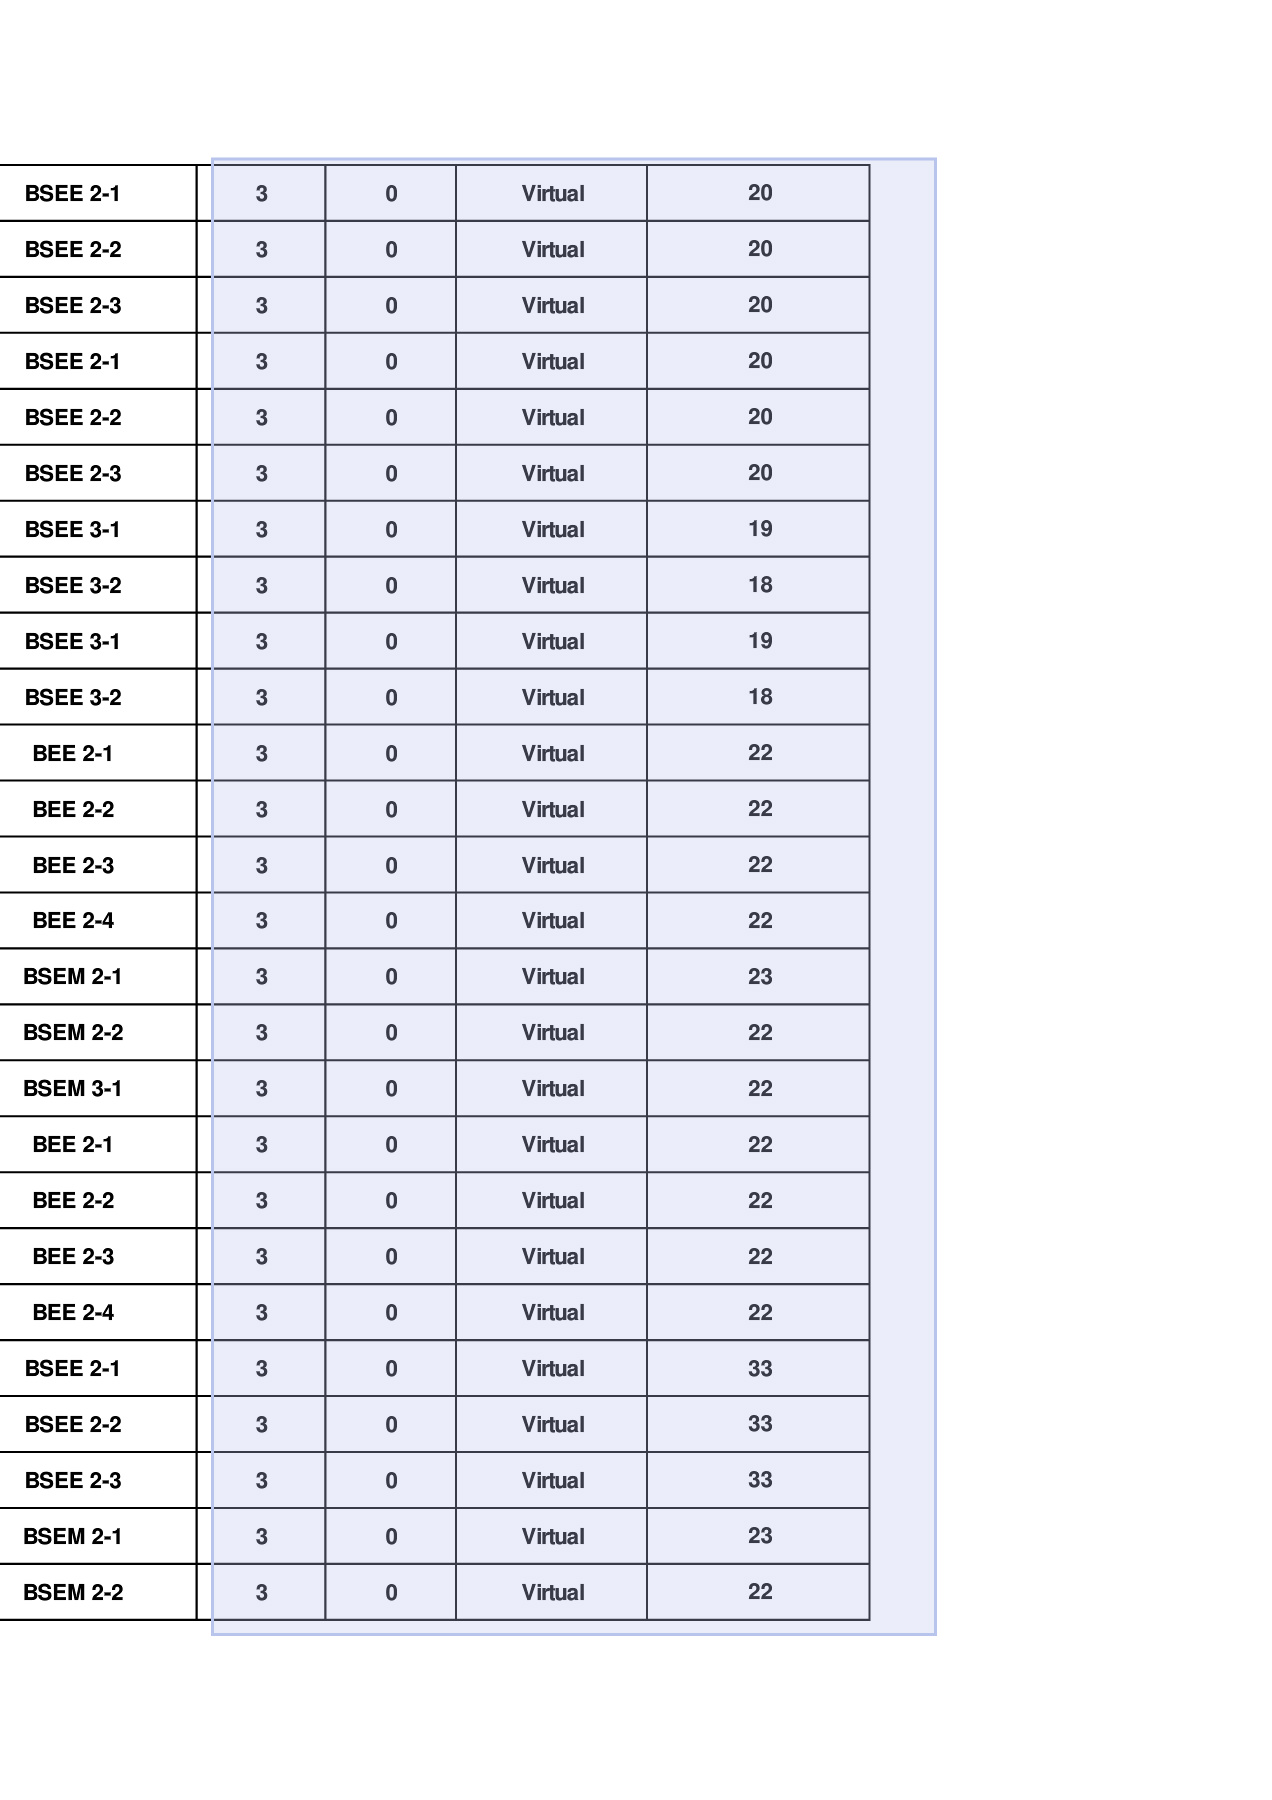 BSEE 2-1 3 0 Virtual 20
BSEE 2-2 3 0 Virtual 20
BSEE 2-3 3 0 Virtual 20
BSEE 2-1 3 0 Virtual 20
BSEE 2-2 3 0 Virtual 20
BSEE 2-3 3 0 Virtual 20
BSEE 3-1 3 0 Virtual 19
BSEE 3-2 3 0 Virtual 18
BSEE 3-1 3 0 Virtual 19
BSEE 3-2 3 0 Virtual 18
BEE 2-1 3 0 Virtual 22
BEE 2-2 3 0 Virtual 22
BEE 2-3 3 0 Virtual 22
BEE 2-4 3 0 Virtual 22
BSEM 2-1 3 0 Virtual 23
BSEM 2-2 3 0 Virtual 22
BSEM 3-1 3 0 Virtual 22
BEE 2-1 3 0 Virtual 22
BEE 2-2 3 0 Virtual 22
BEE 2-3 3 0 Virtual 22
BEE 2-4 3 0 Virtual 22
BSEE 2-1 3 0 Virtual 33
BSEE 2-2 3 0 Virtual 33
BSEE 2-3 3 0 Virtual 33
BSEM 2-1 3 0 Virtual 23
BSEM 2-2 3 0 Virtual 22